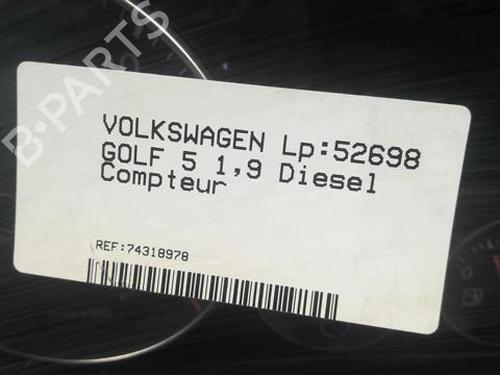 B-PARTS
VOLKSWAGEN Lp:52698
GOLF 5 1,9 Diesel
Compteur
REF:74318978